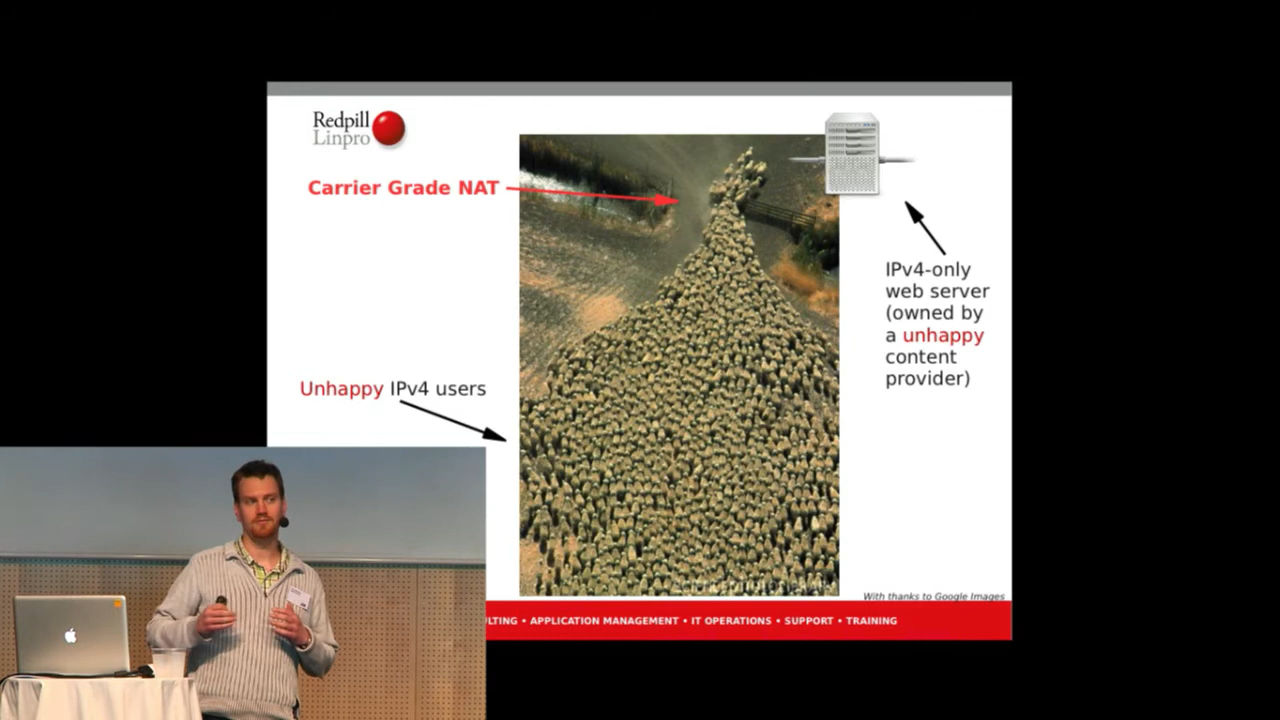 Redpill
Linpro
Carrier Grade NAT
IPv4-only
web server
(owned by
a unhappy
content
provider)
Unhappy IPv4 users
With thanks to Google Images
LTING • APPLICATION MANAGEMENT • IT OPERATIONS • SUPPORT • TRAINING